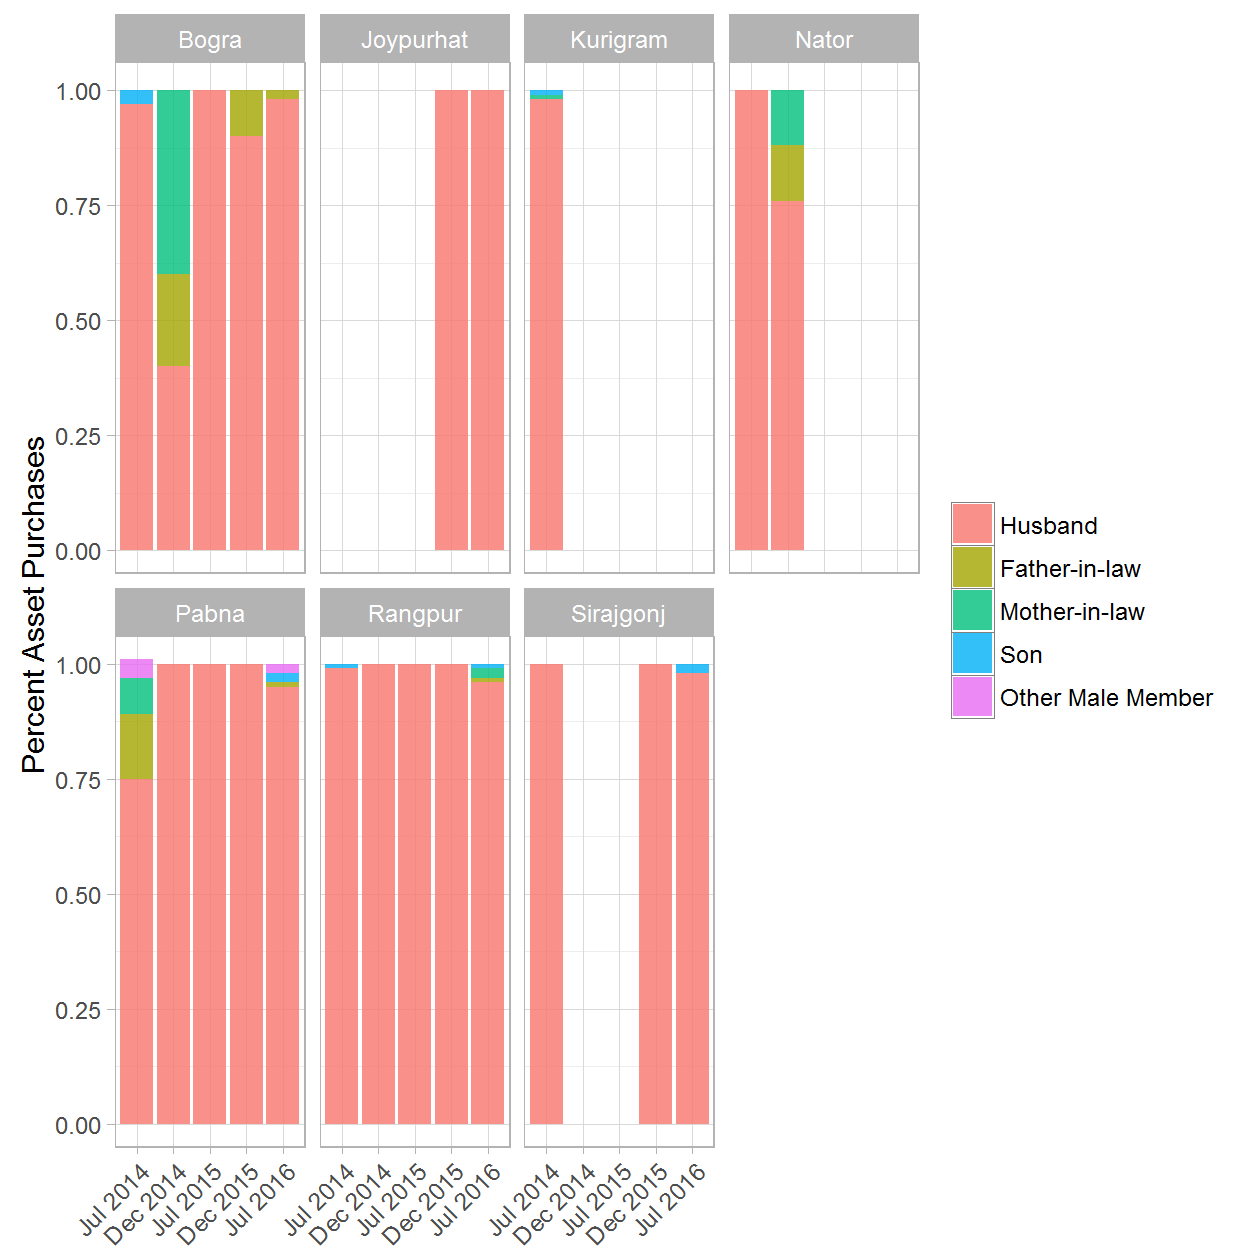 Bogra Joypurhat Kurigram Nator
1.00
0.75
0.50
0.25
0.00
Percent Asset Purchases
Husband
Father-in-law
Mother-in-law
Son
Other Male Member
Pabna Rangpur Sirajgonj
1.00
0.75
0.50
0.25
0.00
Jul 2014 Dec 2014 Jul 2015 Dec 2015 Jul 2016 Jul 2014 Dec 2014 Jul 2015 Dec 2015 Jul 2016 Jul 2014 Dec 2014 Jul 2015 Dec 2015 Jul 2016